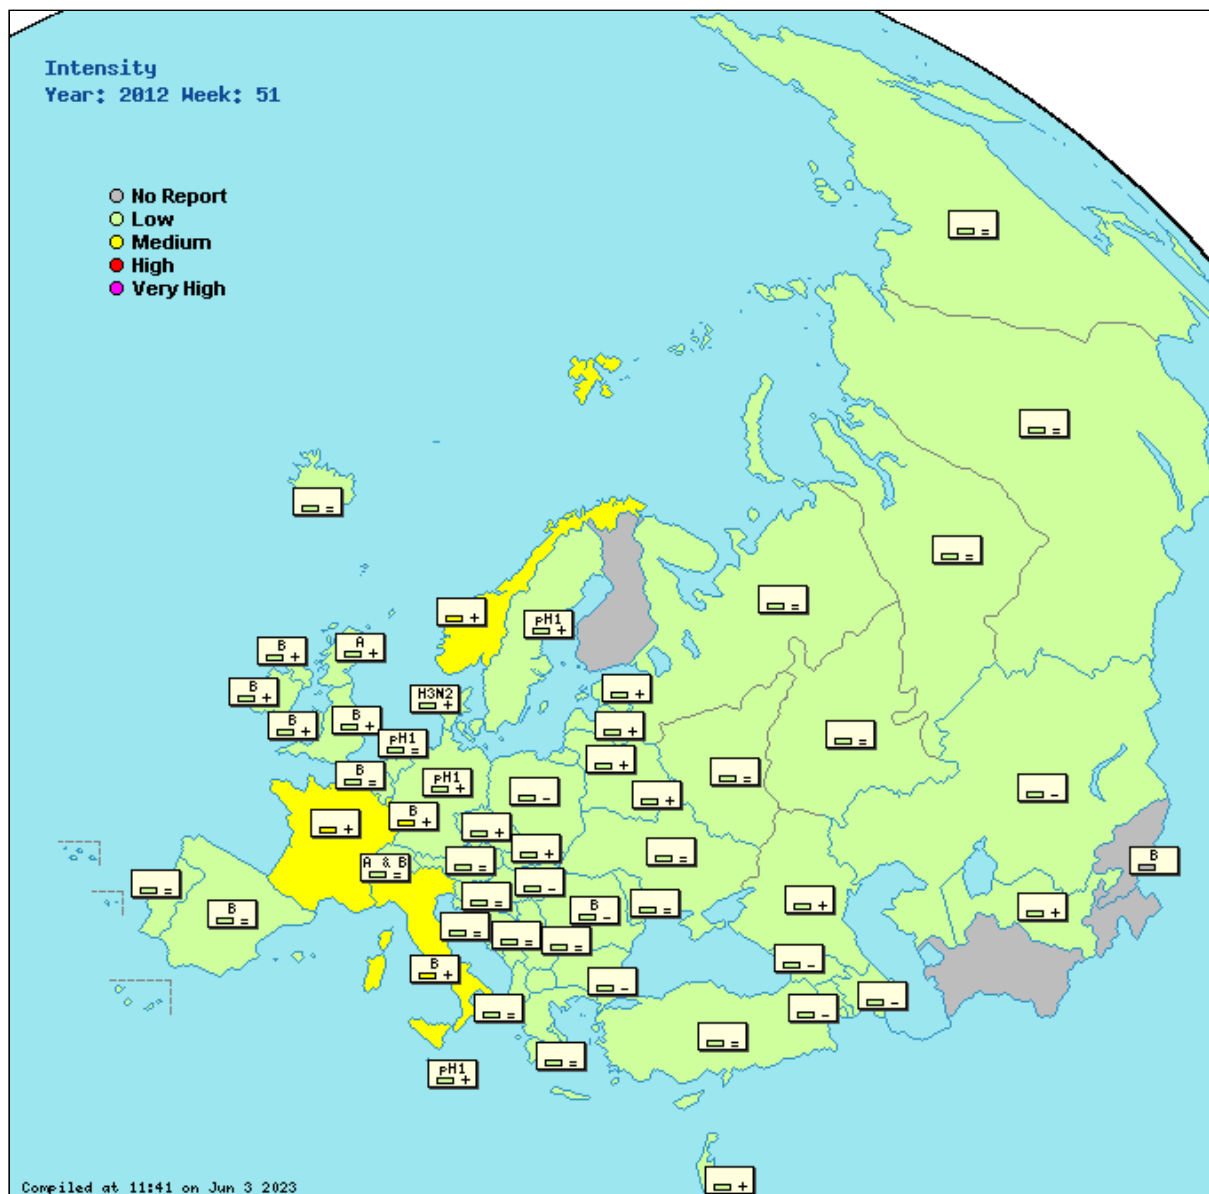 Intensity
Year: 2012 Week: 51
No Report
Low
Medium
High
Very High
=
=
=
=
=
+
pH1
+
B
+
A
+
+
B
+
H3N2
+
B
+
B
+
+
pH1
=
=
+
B
=
pH1
+
=
-
+
-
+
B
+
+
+
=
B
A & B
=
=
-
=
=
+
B
=
B
-
=
+
=
=
=
-
B
+
-
=
-
-
=
=
pH1
+
+
Compiled at 11:41 on Jun 3 2023